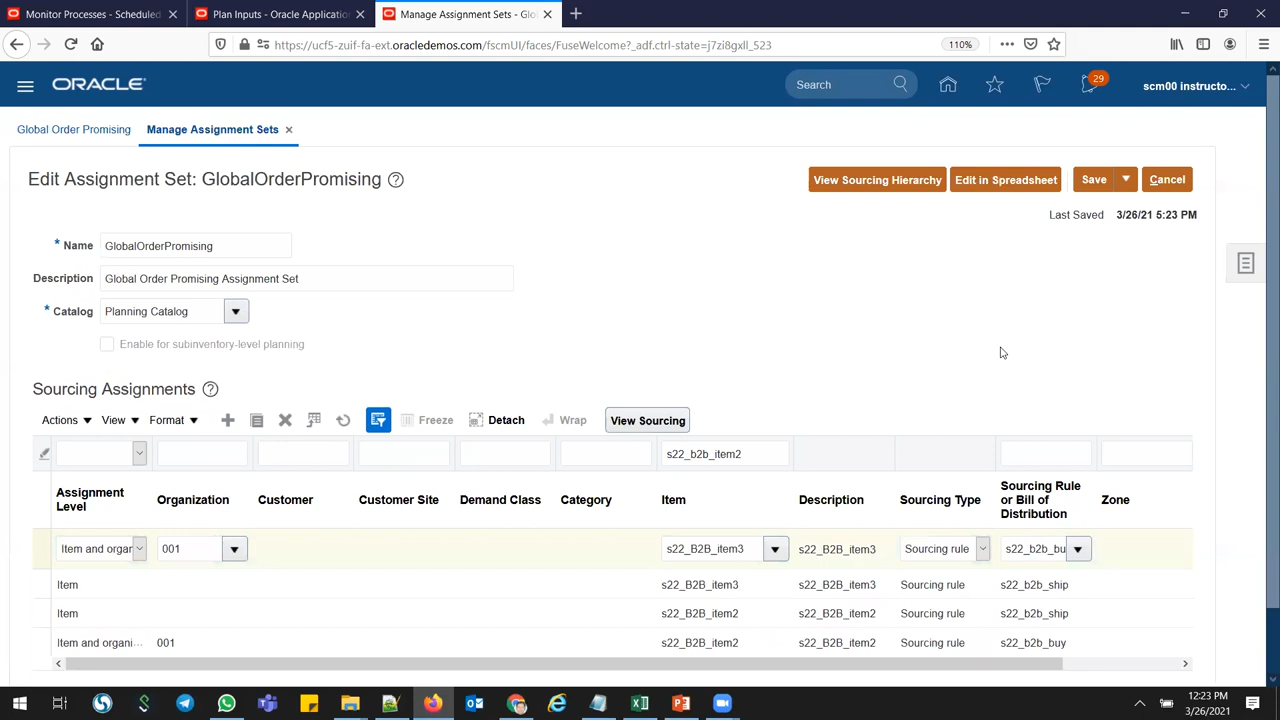 Monitor Processes - Scheduled
Plan Inputs - Oracle Application
Manage Assignment Sets - Glo
https://ucf5-zuif-fa-ext.oracledemos.com/fscmUI/faces/FuseWelcome?_adf.ctrl-state=j7zi8gxll_523
110%
ORACLE
Search
29
scm00 instructo...
Global Order Promising
Manage Assignment Sets
Edit Assignment Set: GlobalOrderPromising
View Sourcing Hierarchy
Edit in Spreadsheet
Save
Cancel
Last Saved 3/26/21 5:23 PM
* Name GlobalOrderPromising
Description Global Order Promising Assignment Set
* Catalog Planning Catalog
Enable for subinventory-level planning
Sourcing Assignments
Actions View Format Freeze Detach Wrap View Sourcing
s22_b2b_item2
Assignment Level Organization Customer Customer Site Demand Class Category Item Description Sourcing Type Sourcing Rule or Bill of Distribution Zone
Item and organ 001 s22_B2B_item3 s22_B2B_item3 Sourcing rule s22_b2b_bu
Item s22_B2B_item3 s22_B2B_item3 Sourcing rule s22_b2b_ship
Item s22_B2B_item2 s22_B2B_item2 Sourcing rule s22_b2b_ship
Item and organi... 001 s22_B2B_item2 s22_B2B_item2 Sourcing rule s22_b2b_buy
12:23 PM
3/26/2021